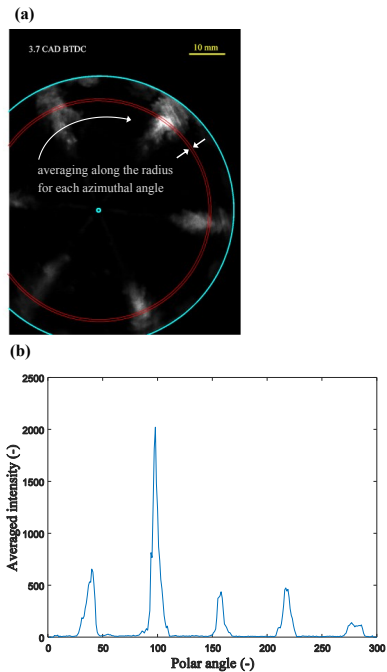 (a)
3.7 CAD BTDC
10 mm
averaging along the radius
for each azimuthal angle
(b)
2500
2000
1500
1000
500
0
0 50 100 150 200 250 300
Averaged intensity (-)
Polar angle (-)